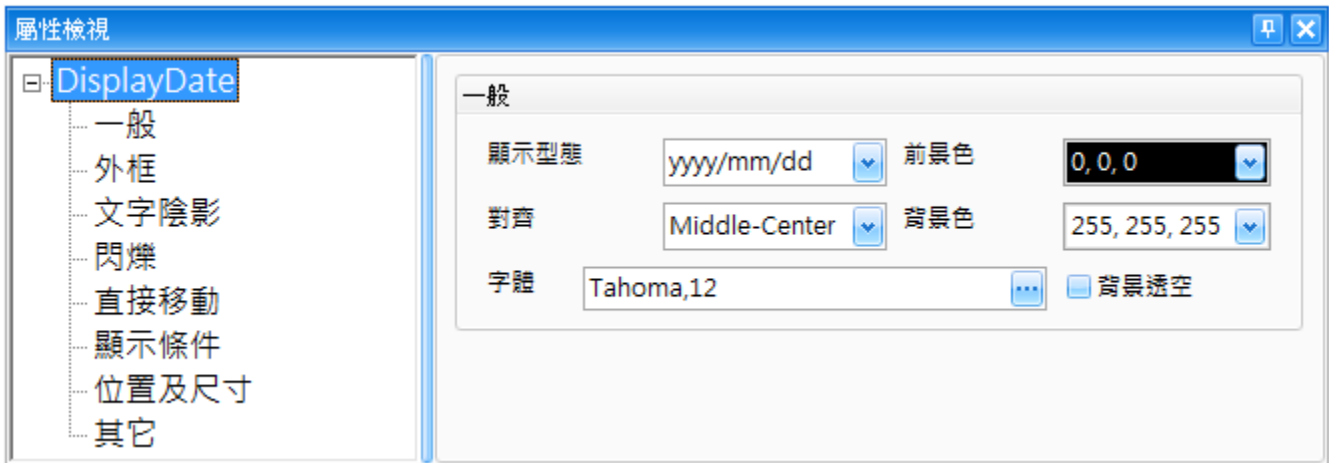 屬性檢視
DisplayDate
一般
外框
文字陰影
閃爍
直接移動
顯示條件
位置及尺寸
其它
一般
顯示型態 yyyy/mm/dd 前景色 0, 0, 0
對齊 Middle-Center 背景色 255, 255, 255
字體 Tahoma,12 ... 背景透空